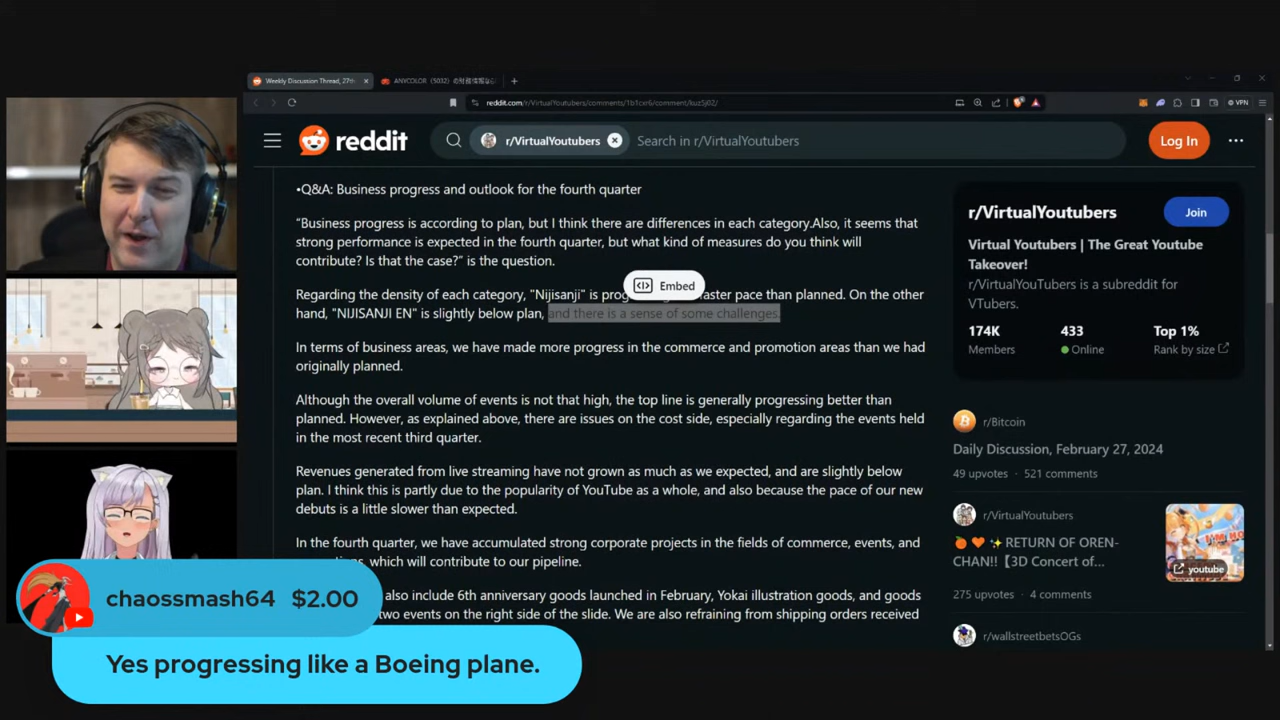 Weekly Discussion Thread, 27th
ANYCOLOR (5032)
reddit.com/r/VirtualYoutubers/comments/1b1cxr6/comment/kuz5j02/
VPN
reddit
r/VirtualYoutubers
Search in r/VirtualYoutubers
Log In
•Q&A: Business progress and outlook for the fourth quarter
"Business progress is according to plan, but I think there are differences in each category.Also, it seems that
strong performance is expected in the fourth quarter, but what kind of measures do you think will
contribute? Is that the case?" is the question.
Embed
Regarding the density of each category, "Nijisanji" is prog faster pace than planned. On the other
hand, "NIJISANJI EN" is slightly below plan, and there is a sense of some challenges.
In terms of business areas, we have made more progress in the commerce and promotion areas than we had
originally planned.
Although the overall volume of events is not that high, the top line is generally progressing better than
planned. However, as explained above, there are issues on the cost side, especially regarding the events held
in the most recent third quarter.
Revenues generated from live streaming have not grown as much as we expected, and are slightly below
plan. I think this is partly due to the popularity of YouTube as a whole, and also because the pace of our new
debuts is a little slower than expected.
In the fourth quarter, we have accumulated strong corporate projects in the fields of commerce, events, and
which will contribute to our pipeline.
also include 6th anniversary goods launched in February, Yokai illustration goods, and goods
two events on the right side of the slide. We are also refraining from shipping orders received
r/VirtualYoutubers
Join
Virtual Youtubers | The Great Youtube
Takeover!
r/VirtualYoutubers is a subreddit for
VTubers.
174K
433
Top 1%
Members
Online
Rank by size
r/Bitcoin
Daily Discussion, February 27, 2024
49 upvotes · 521 comments
r/VirtualYoutubers
RETURN OF OREN-
CHAN!!【3D Concert of...
youtube
275 upvotes · 4 comments
r/wallstreetbetsOGs
chaossmash64 $2.00
Yes progressing like a Boeing plane.